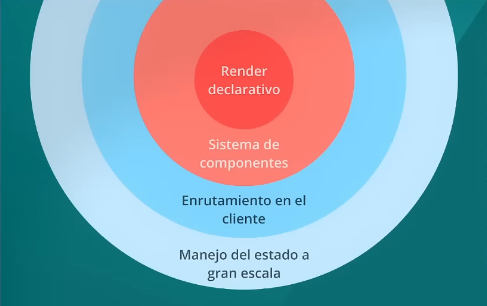 Render
declarativo
Sistema de
componentes
Enrutamiento en el
cliente
Manejo del estado a
gran escala